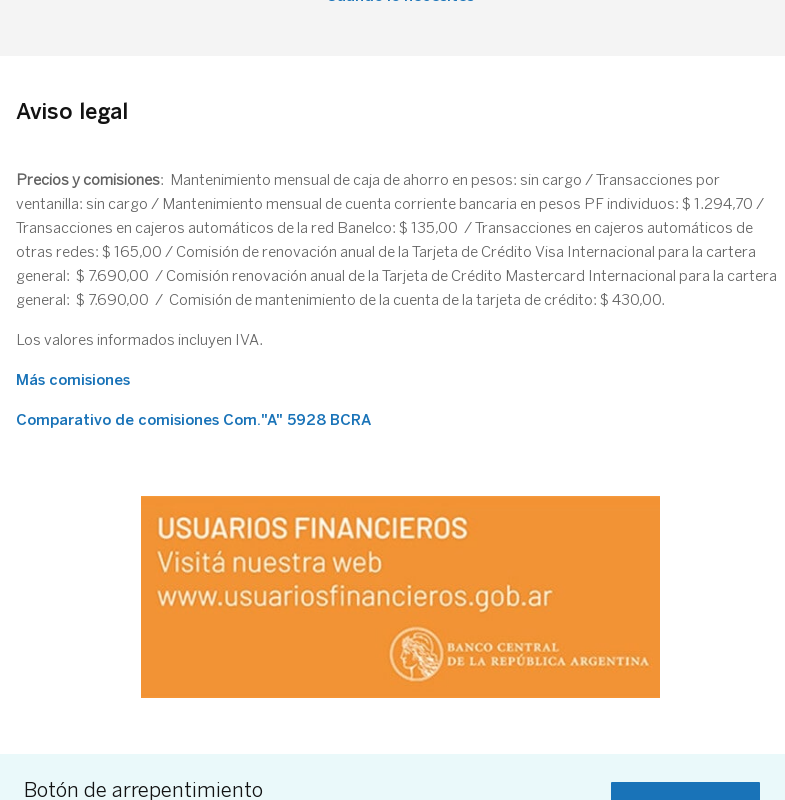 Aviso legal
Precios y comisiones:  Mantenimiento mensual de caja de ahorro en pesos: sin cargo / Transacciones por
ventanilla: sin cargo / Mantenimiento mensual de cuenta corriente bancaria en pesos PF individuos: $ 1.294,70 /
Transacciones en cajeros automáticos de la red Banelco: $ 135,00  / Transacciones en cajeros automáticos de
otras redes: $ 165,00 / Comisión de renovación anual de la Tarjeta de Crédito Visa Internacional para la cartera
general:  $ 7.690,00  / Comisión renovación anual de la Tarjeta de Crédito Mastercard Internacional para la cartera
general:  $ 7.690,00  /  Comisión de mantenimiento de la cuenta de la tarjeta de crédito: $ 430,00.
Los valores informados incluyen IVA.
Más comisiones
Comparativo de comisiones Com."A" 5928 BCRA
USUARIOS FINANCIEROS
Visitá nuestra web
www.usuariosfinancieros.gob.ar
BANCO CENTRAL
DE LA REPÚBLICA ARGENTINA
Botón de arrepentimiento